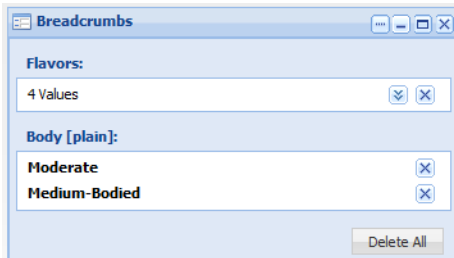 Breadcrumbs
Flavors:
4 Values
Body [plain]:
Moderate
Medium-Bodied
Delete All